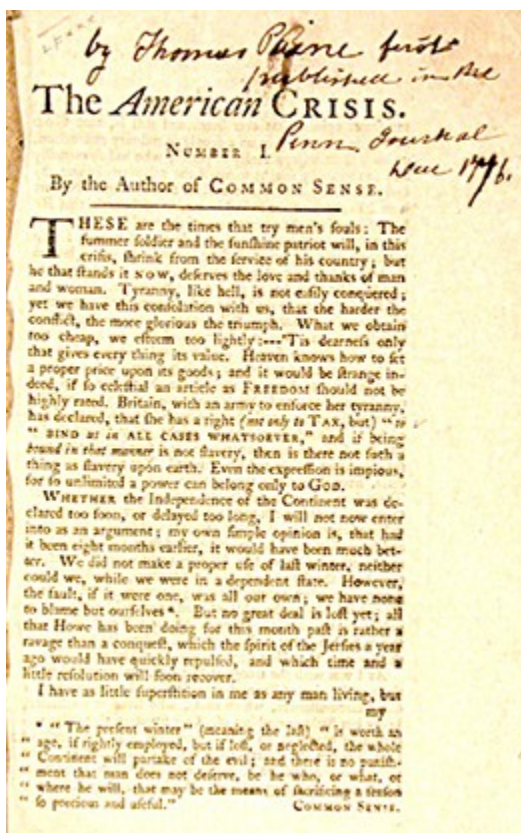 by Thomas Paine first
published in the
The American CRISIS.
Penn Journal
NUMBER I.
Dec 1776.
By the Author of COMMON SENSE.
THESE are the times that try men's ſouls: The
ſummer ſoldier and the ſunſhine patriot will, in this
criſis, ſhrink from the ſervice of his country; but
he that ſtands it NOW, deſerves the love and thanks of man
and woman. Tyranny, like hell, is not eaſily conquered;
yet we have this conſolation with us, that the harder the
conflict, the more glorious the triumph. What we obtain
too cheap, we eſteem too lightly:---'Tis dearneſs only
that gives every thing its value. Heaven knows how to ſet
a proper price upon its goods; and it would be ſtrange in-
deed, if ſo celeſtial an article as FREEDOM ſhould not be
highly rated. Britain, with an army to enforce her tyranny,
has declared, that ſhe has a right (not only to TAX, but) "to
" BIND us in ALL CASES WHATSOEVER," and if being
bound in that manner is not ſlavery, then is there not ſuch a
thing as ſlavery upon earth. Even the expreſſion is impious,
for ſo unlimited a power can belong only to GOD.
WHETHER the Independence of the Continent was de-
clared too ſoon, or delayed too long, I will not now enter
into as an argument; my own ſimple opinion is, that had
it been eight months earlier, it would have been much bet-
ter. We did not make a proper uſe of laſt winter, neither
could we, while we were in a dependent ſtate. However,
the fault, if it were one, was all our own; we have none
to blame but ourſelves*. But no great deal is loſt yet; all
that Howe has been doing for this month paſt is rather a
ravage than a conqueſt, which the ſpirit of the Jerſies a year
ago would have quickly repulſed, and which time and a
little reſolution will ſoon recover.
I have as little ſuperſtition in me as any man living, but
my
* " The preſent winter" (meaning the laſt) " is worth an
" age, if rightly employed, but if loſt, or neglected, the whole
" Continent will partake of the evil; and there is no puniſh-
" ment that man does not deſerve, be he who, or what, or
" where he will, that may be the means of ſacrificing a ſeaſon
" ſo precious and uſeful."
COMMON SENSE.